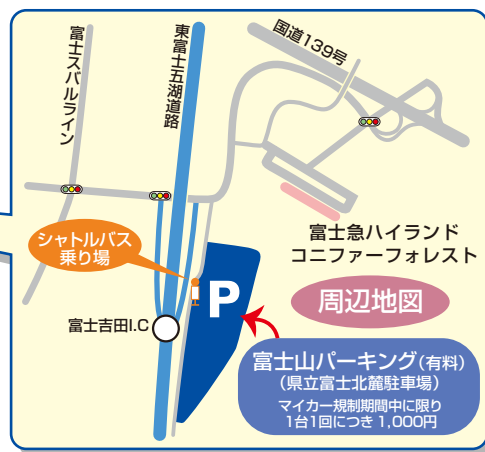 富士スバルライン
東富士五湖道路
国道139号
シャトルバス
乗り場
富士急ハイランド
コニファーフォレスト
P
周辺地図
富士吉田I.C
富士山パーキング(有料)
(県立富士北麓駐車場)
マイカー規制期間中に限り
1台1回につき 1,000円